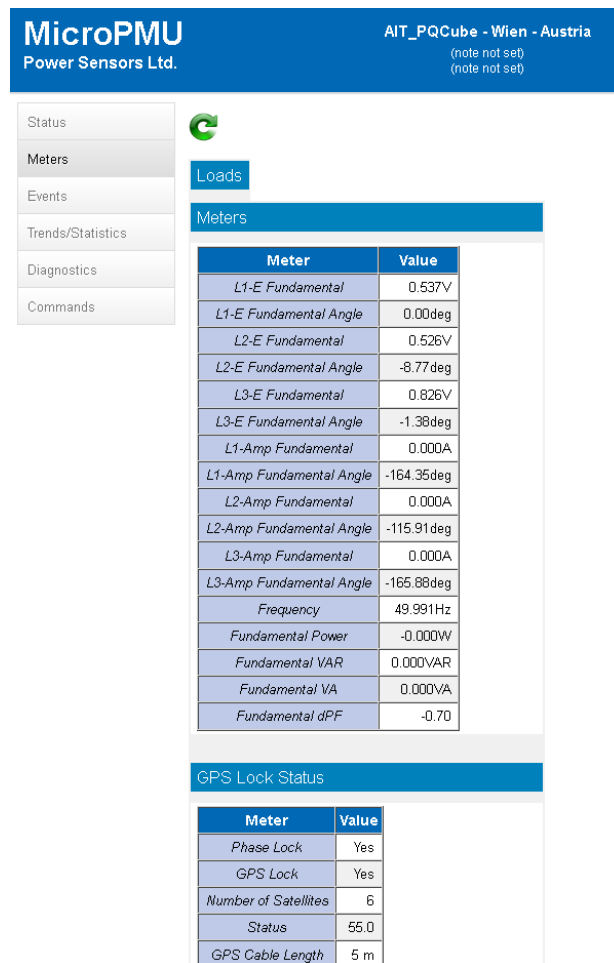 MicroPMU
Power Sensors Ltd.
AIT_PQCube - Wien - Austria
(note not set)
(note not set)
Status
Meters
Events
Trends/Statistics
Diagnostics
Commands
Loads
Meters
Meter Value
L1-E Fundamental 0.537V
L1-E Fundamental Angle 0.00deg
L2-E Fundamental 0.526V
L2-E Fundamental Angle -8.77deg
L3-E Fundamental 0.826V
L3-E Fundamental Angle -1.38deg
L1-Amp Fundamental 0.000A
L1-Amp Fundamental Angle -164.35deg
L2-Amp Fundamental 0.000A
L2-Amp Fundamental Angle -115.91deg
L3-Amp Fundamental 0.000A
L3-Amp Fundamental Angle -165.88deg
Frequency 49.991Hz
Fundamental Power -0.000W
Fundamental VAR 0.000VAR
Fundamental VA 0.000VA
Fundamental dPF -0.70
GPS Lock Status
Meter Value
Phase Lock Yes
GPS Lock Yes
Number of Satellites 6
Status 55.0
GPS Cable Length 5 m